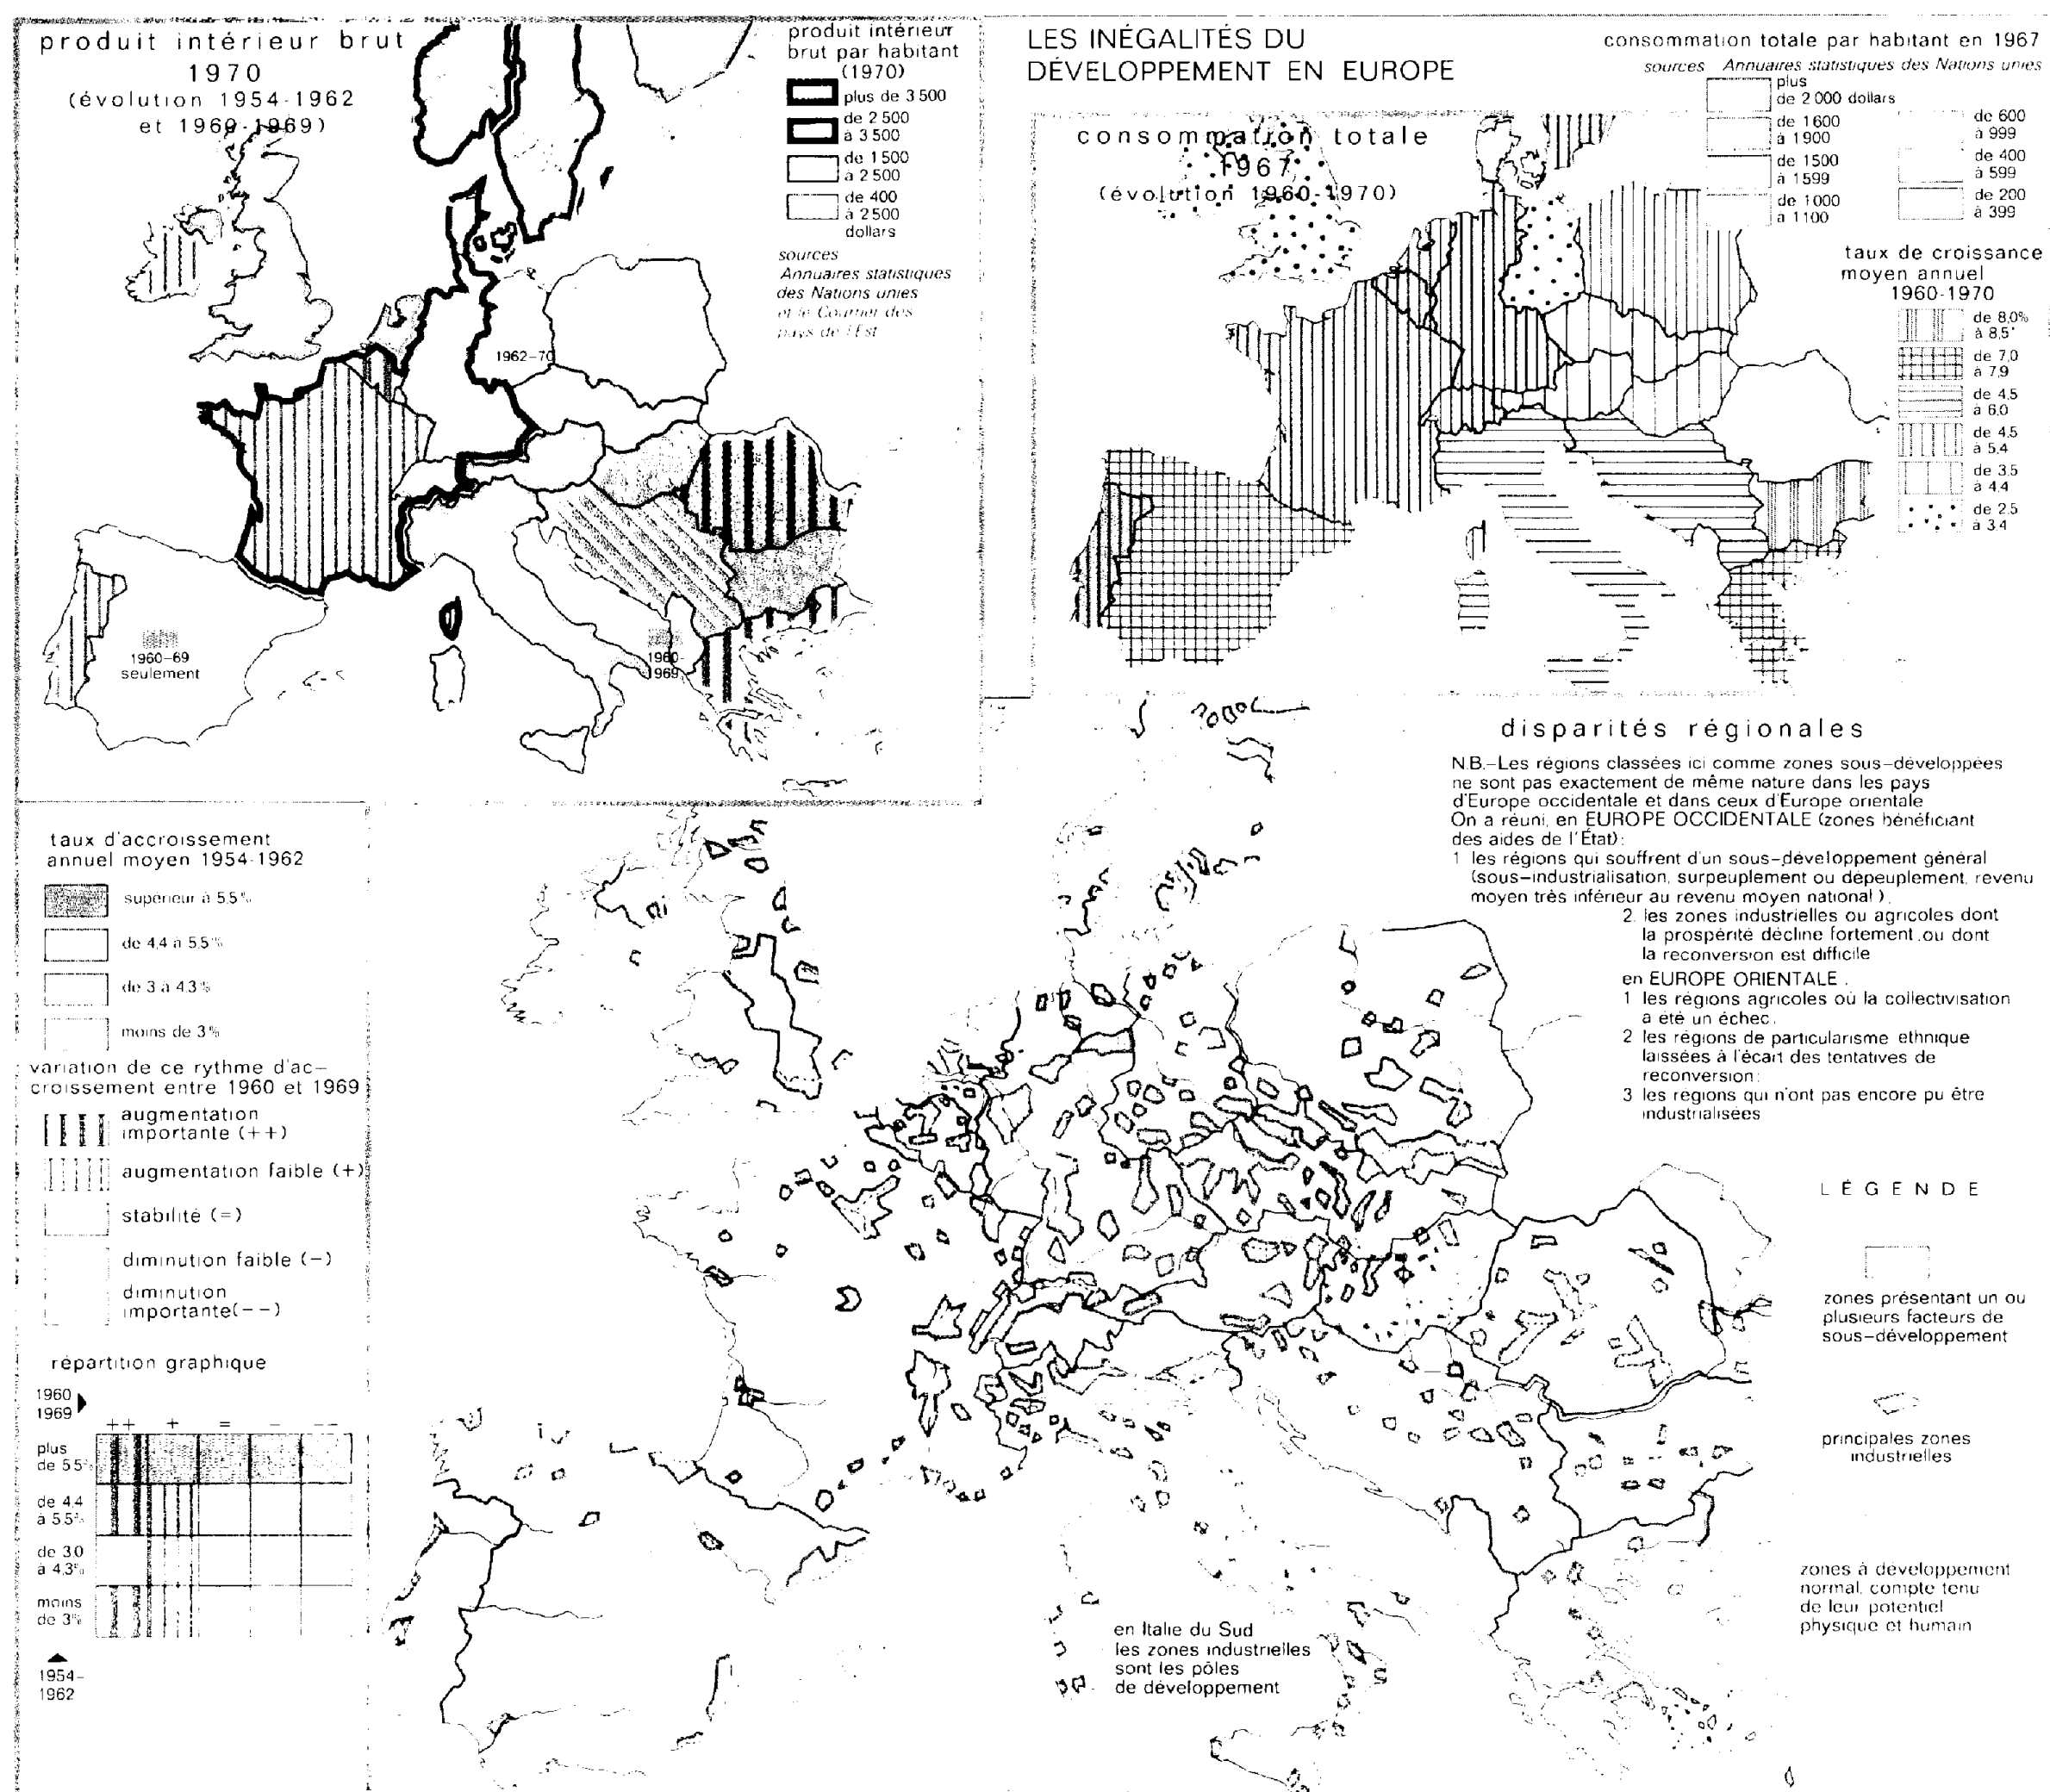 produit intérieur brut
1970
(évolution 1954-1962
et 1960-1969)
produit intérieur
brut par habitant
(1970)
plus de 3 500
de 2 500
à 3 500
de 1 500
à 2 500
de 400
à 2 500
dollars
sources
Annuaires statistiques
des Nations unies
et le Courrier des
pays de l'Est
1962-70
1960-69
seulement
1960-
1969
LES INÉGALITÉS DU
DÉVELOPPEMENT EN EUROPE
consommation totale par habitant en 1967
sources Annuaires statistiques des Nations unies
plus
de 2 000 dollars
de 1600
à 1900
de 1500
à 1599
de 1000
à 1100
de 600
à 999
de 400
à 599
de 200
à 399
consommation totale
1967
(évolution 1960-1970)
taux de croissance
moyen annuel
1960-1970
de 8,0%
à 8,5
de 7,0
à 7,9
de 4,5
à 6,0
de 4,5
à 5,4
de 3,5
à 4,4
de 2,5
à 3,4
disparités régionales
N.B.-Les régions classées ici comme zones sous-développées
ne sont pas exactement de même nature dans les pays
d'Europe occidentale et dans ceux d'Europe orientale
On a réuni, en EUROPE OCCIDENTALE (zones bénéficiant
des aides de l'État):
1 les régions qui souffrent d'un sous-développement général
(sous-industrialisation, surpeuplement ou dépeuplement, revenu
moyen très inférieur au revenu moyen national),
2. les zones industrielles ou agricoles dont
la prospérité décline fortement, ou dont
la reconversion est difficile
en EUROPE ORIENTALE.
1 les régions agricoles où la collectivisation
a été un échec,
2 les régions de particularisme ethnique
laissées à l'écart des tentatives de
reconversion;
3 les régions qui n'ont pas encore pu être
industrialisées
LÉGENDE
zones présentant un ou
plusieurs facteurs de
sous-développement
principales zones
industrielles
zones à développement
normal, compte tenu
de leur potentiel
physique et humain
taux d'accroissement
annuel moyen 1954-1962
supérieur à 5,5%
de 4,4 à 5,5%
de 3 à 4,3%
moins de 3%
variation de ce rythme d'ac-
croissement entre 1960 et 1969
augmentation
importante (++)
augmentation faible (+)
stabilité (=)
diminution faible (-)
diminution
importante(--)
répartition graphique
1960
1969
++ + = - --
plus
de 5,5%
de 4,4
à 5,5%
de 3,0
à 4,3%
moins
de 3%
1954-
1962
en Italie du Sud
les zones industrielles
sont les pôles
de développement